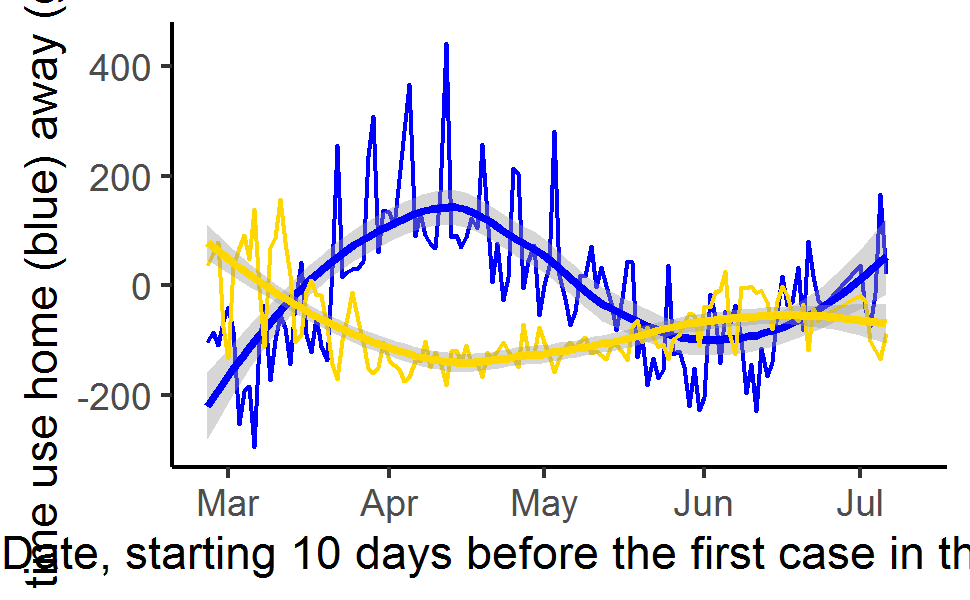 time use home (blue) away (
400
200
0
-200
Mar Apr May Jun Jul
Date, starting 10 days before the first case in th